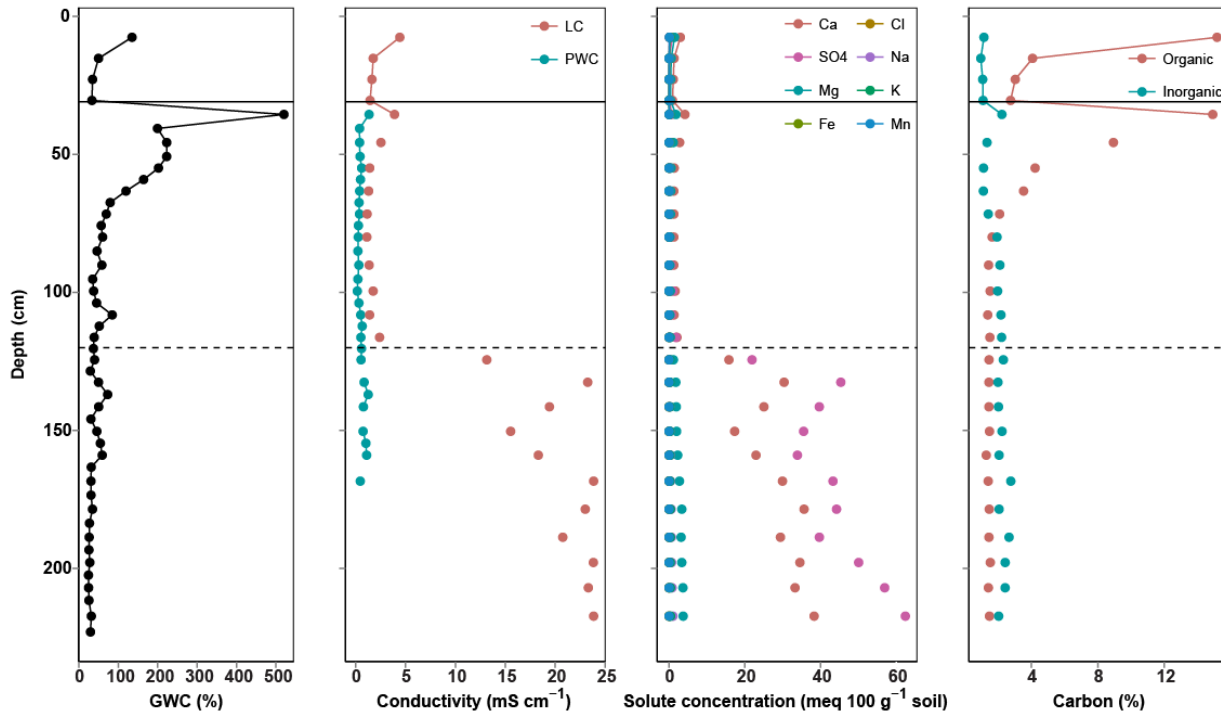 0
50
100
150
200
Depth (cm)
0 100 200 300 400 500
GWC (%)
LC
PWC
0 5 10 15 20 25
Conductivity (mS cm−1)
Ca Cl
SO4 Na
Mg K
Fe Mn
0 20 40 60
Solute concentration (meq 100 g−1 soil)
Organic
Inorganic
4 8 12
Carbon (%)